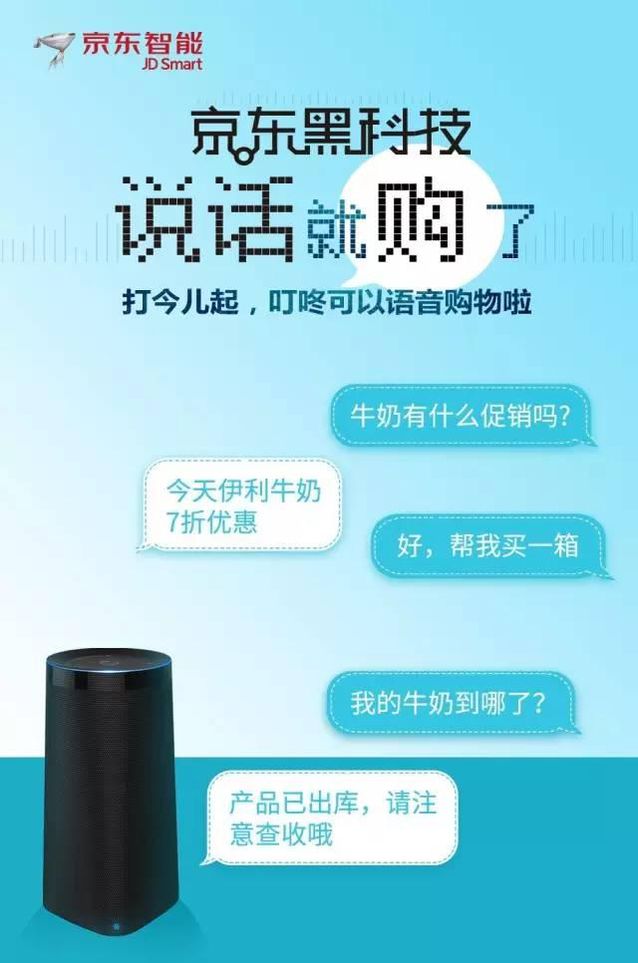 京东智能
JD Smart
京东黑科技
说话就购了
打今儿起，叮咚可以语音购物啦
牛奶有什么促销吗？
今天伊利牛奶
7折优惠
好，帮我买一箱
我的牛奶到哪了？
产品已出库，请注
意查收哦